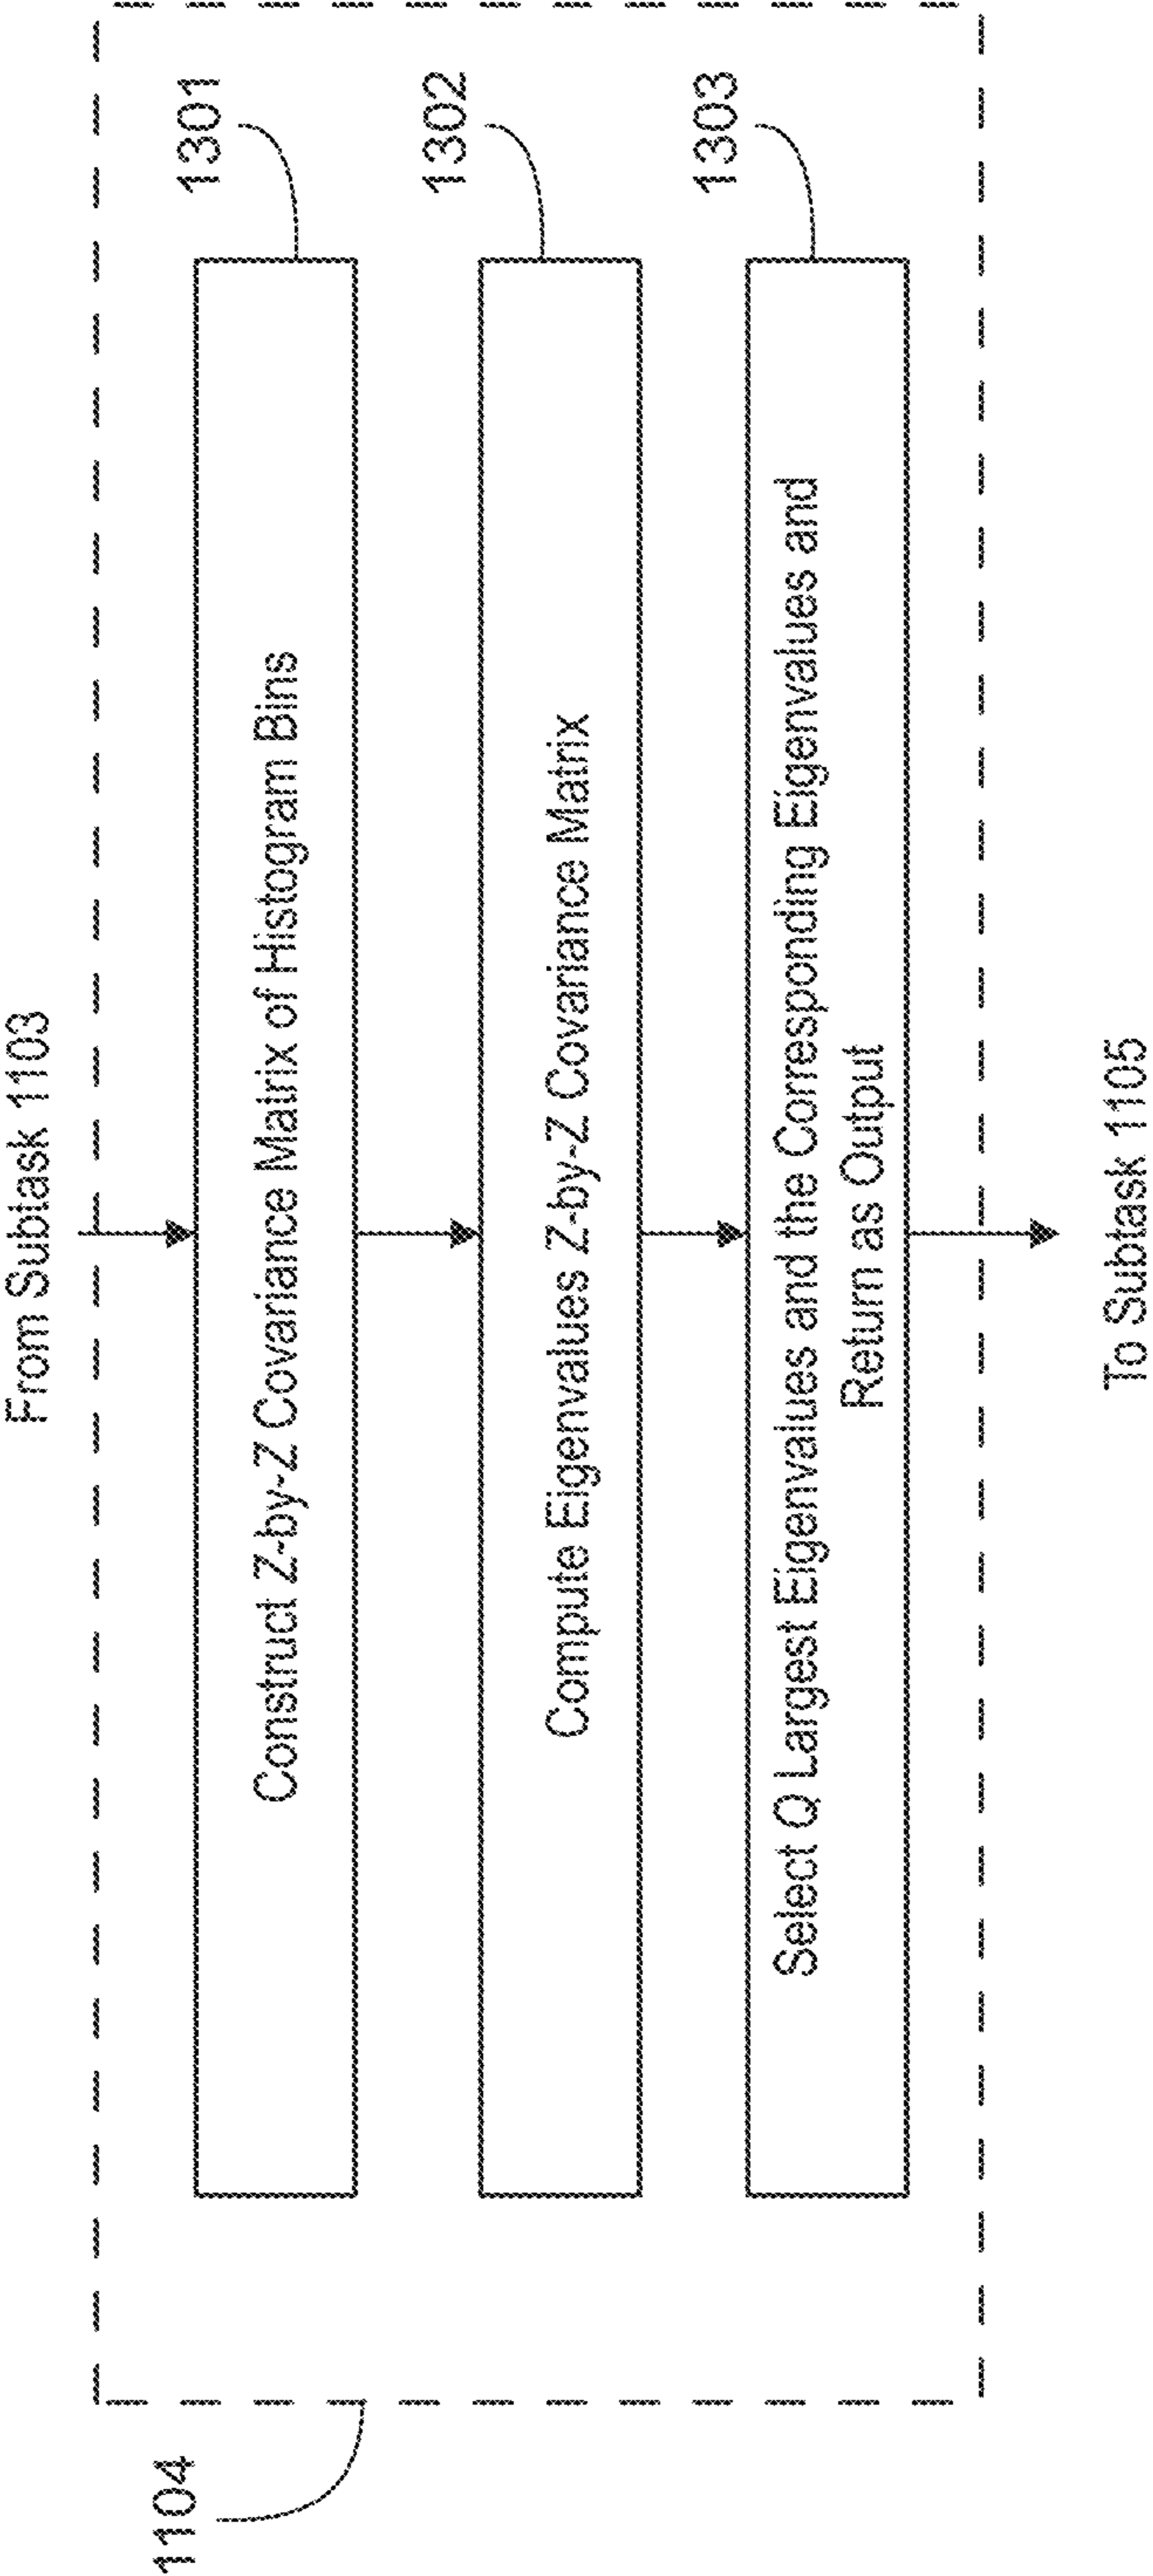 From Subtask 1103
1104
Construct Z-by-Z Covariance Matrix of Histogram Bins
1301
Compute Eigenvalues Z-by-Z Covariance Matrix
1302
Select Q Largest Eigenvalues and the Corresponding Eigenvalues and
Return as Output
1303
To Subtask 1105